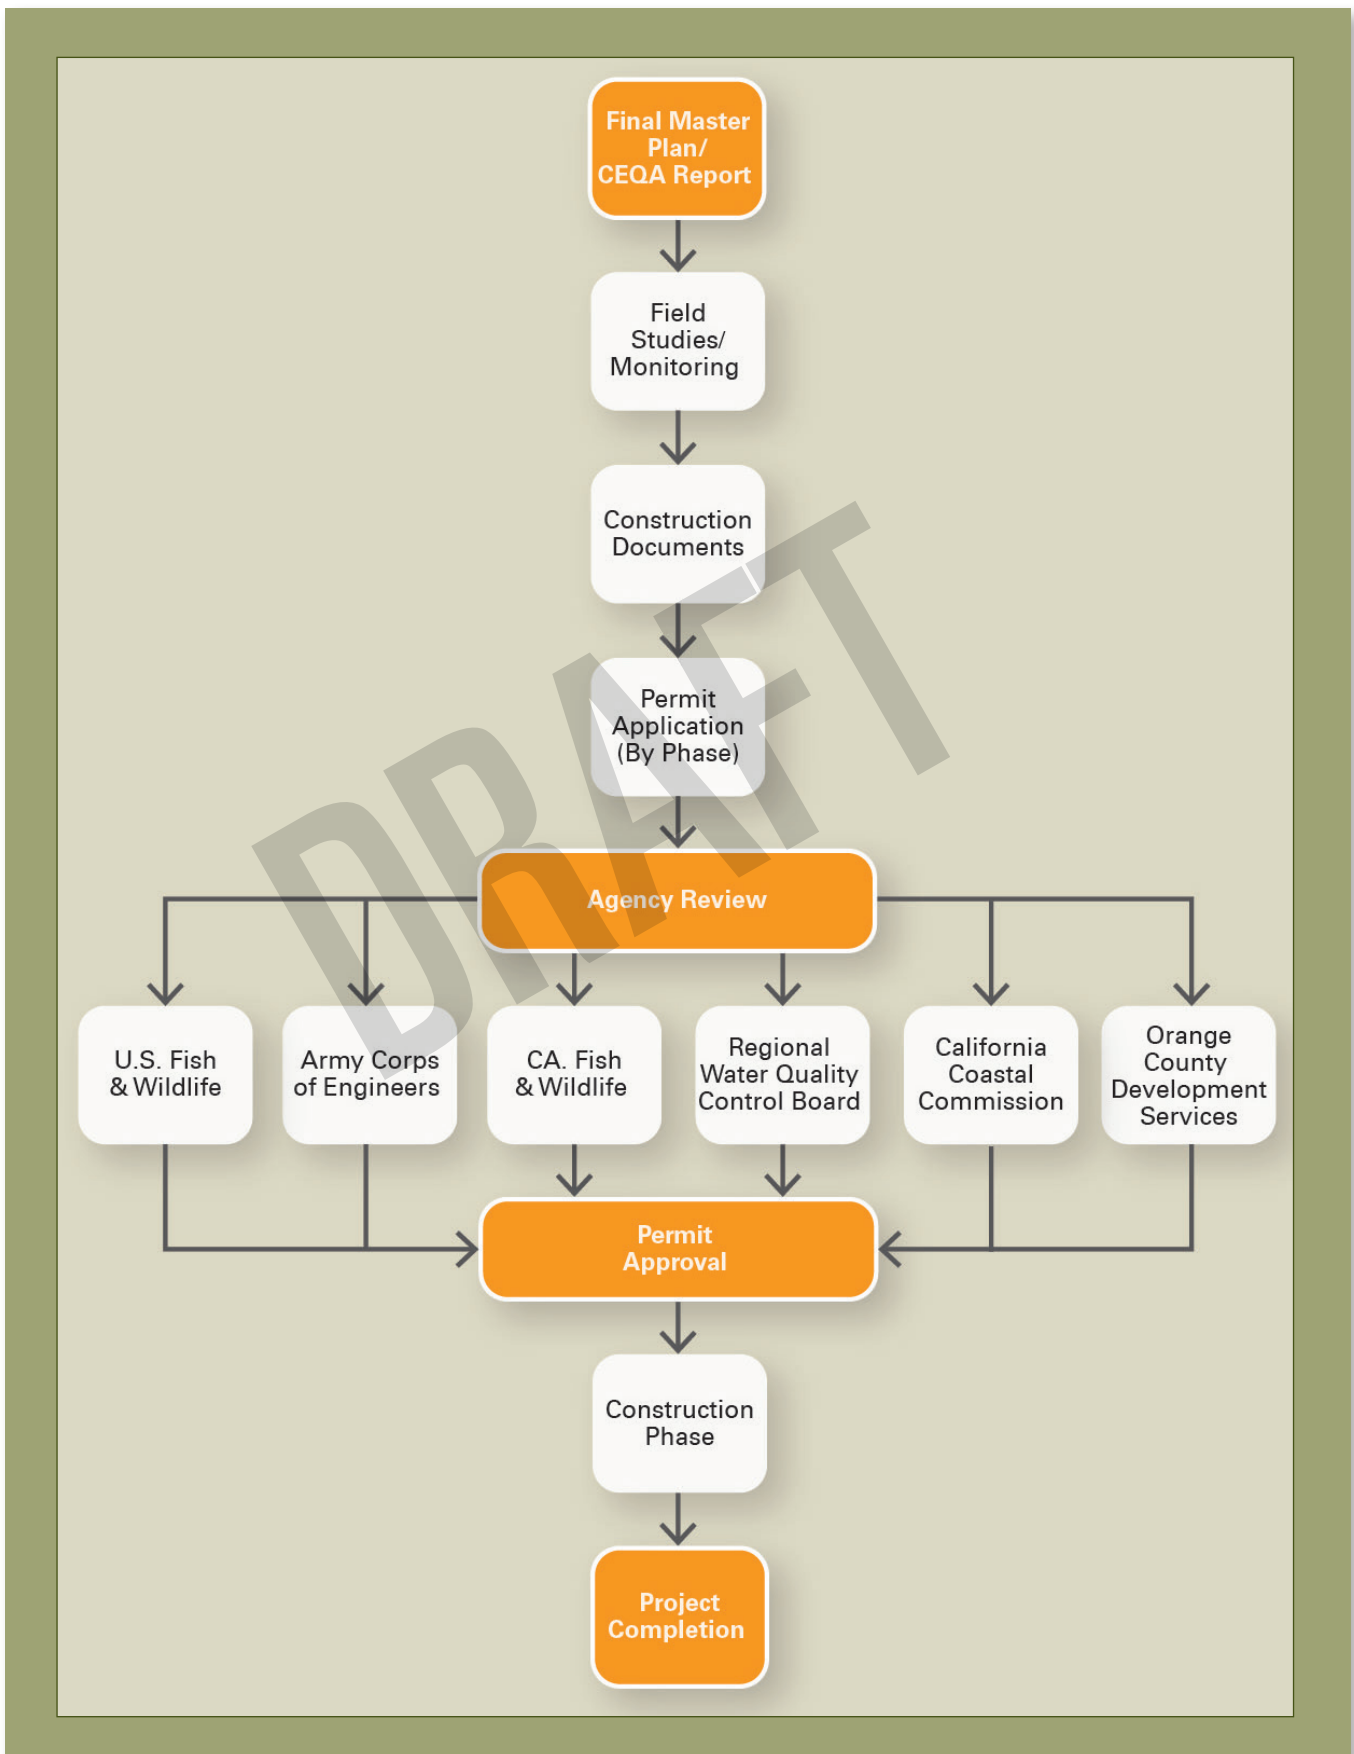 Final Master
Plan/
CEQA Report
Field
Studies/
Monitoring
Construction
Documents
Permit
Application
(By Phase)
Agency Review
U.S. Fish
& Wildlife
Army Corps
of Engineers
CA. Fish
& Wildlife
Regional
Water Quality
Control Board
California
Coastal
Commission
Orange
County
Development
Services
Permit
Approval
Construction
Phase
Project
Completion
DRAFT